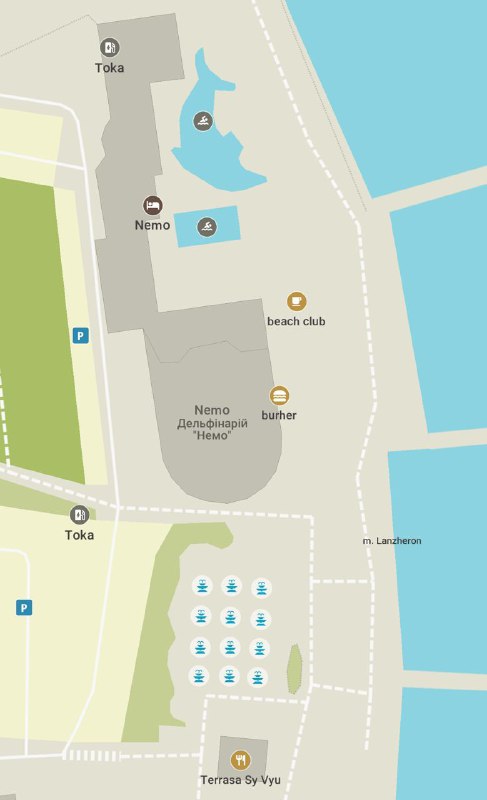 Toka
Nemo
beach club
burher
Nemo
Дельфінарій
"Немо"
P
Toka
m. Lanzheron
P
Terrasa Sy Vyu